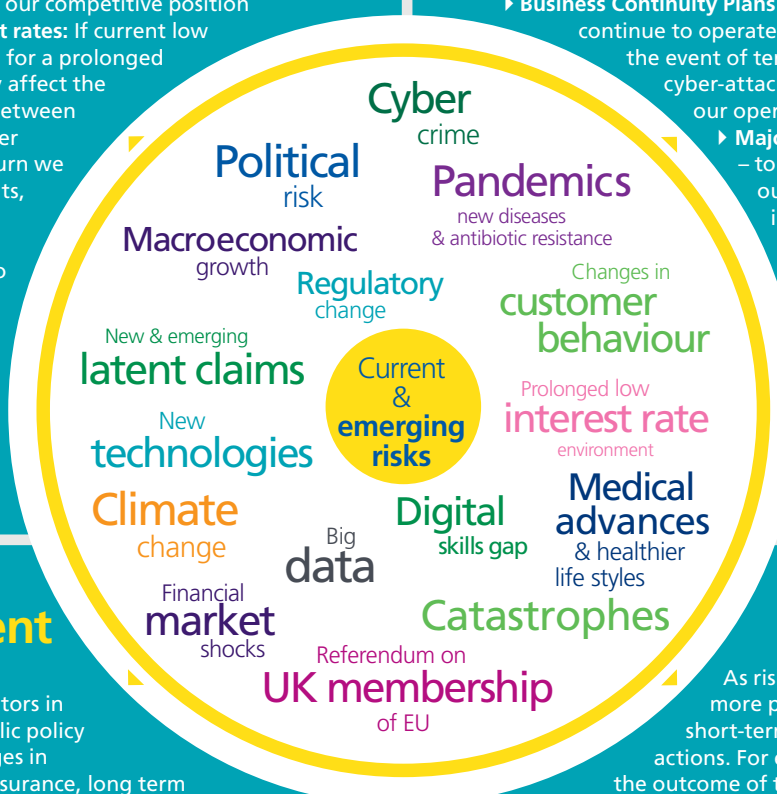 our competitive position
t rates: If current low
for a prolonged
affect the
etween
er
urn we
ts,
Business Continuity Plans
continue to operate
the event of ter
cyber-attac
our oper
Majo
– to
ou
i
Cyber
crime
Political
risk
Pandemics
new diseases
& antibiotic resistance
Macroeconomic
growth
Regulatory
change
Changes in
customer
behaviour
New & emerging
latent claims
Current
&
emerging
risks
Prolonged low
interest rate
environment
New
technologies
Climate
change
Big
data
Digital
skills gap
Medical
advances
& healthier
life styles
Financial
market
shocks
Catastrophes
Referendum on
UK membership
of EU
ent
tors in
lic policy
ges in
surance, long term
As ris
more p
short-tern
actions. For
the outcome of t